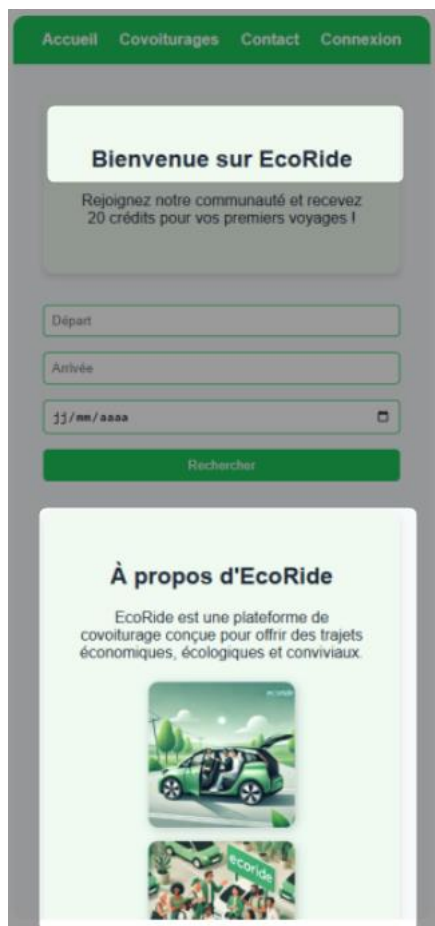 Accueil Covoiturages Contact Connexion
Bienvenue sur EcoRide
Rejoignez notre communauté et recevez
20 crédits pour vos premiers voyages !
Départ
Arrivée
jj/mm/aaaa
Rechercher
À propos d'EcoRide
EcoRide est une plateforme de
covoiturage conçue pour offrir des trajets
économiques, écologiques et conviviaux.
ecoride
ecoride